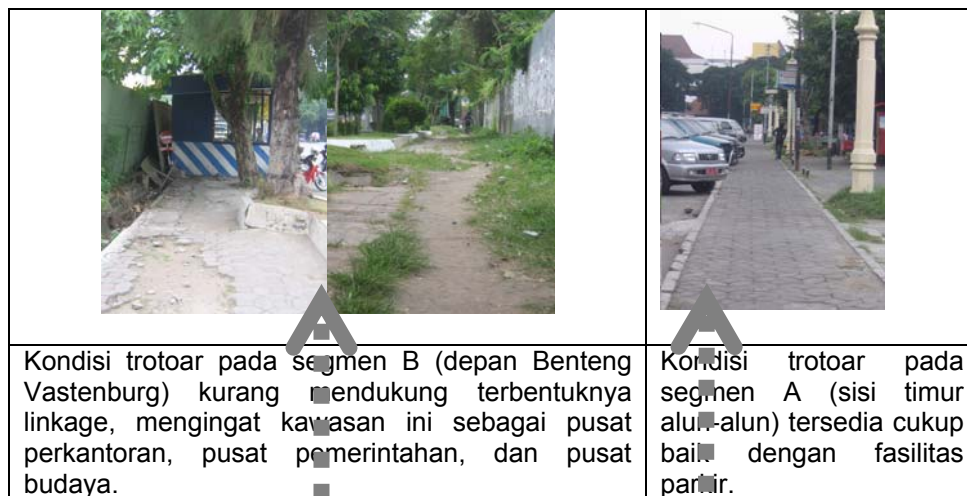 Kondisi trotoar pada segmen B (depan Benteng
Vastenburg) kurang mendukung terbentuknya
linkage, mengingat kawasan ini sebagai pusat
perkantoran, pusat pemerintahan, dan pusat
budaya.
Kondisi trotoar pada
segmen A (sisi timur
alun-alun) tersedia cukup
baik dengan fasilitas
parkir.